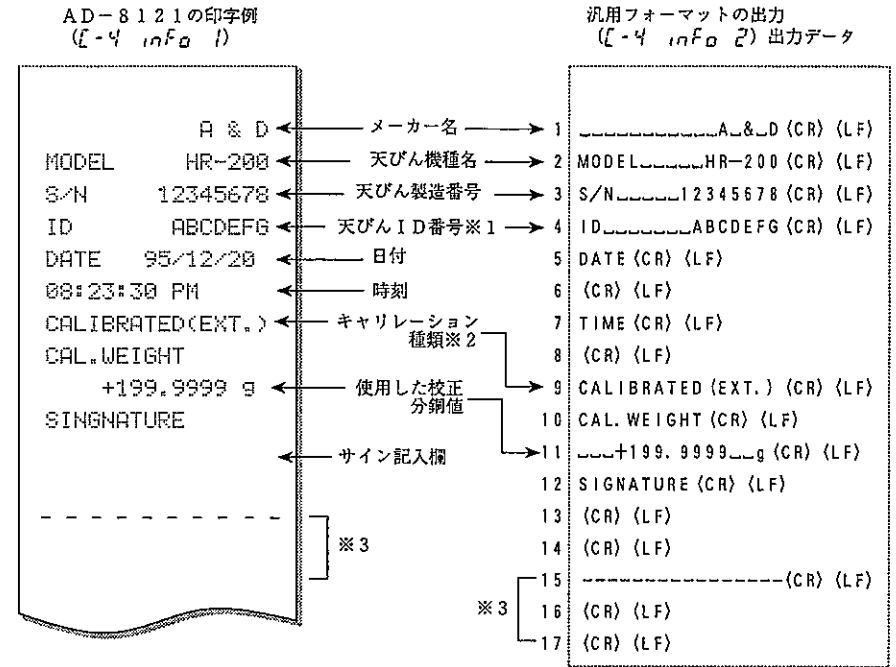 AD-8121の印字例
(C-4 inFo 1)
A & D
MODEL HR-200
S/N 12345678
ID ABCDEFG
DATE 95/12/20
08:23:30 PM
CALIBRATED(EXT.)
CAL.WEIGHT
+199.9999 g
SINGNATURE
※3
メーカー名
天びん機種名
天びん製造番号
天びんID番号※1
日付
時刻
キャリレーション
種類※2
使用した校正
分銅値
サイン記入欄
汎用フォーマットの出力
(C-4 inFo 2) 出力データ
1 ␣␣␣␣␣␣␣␣␣␣␣A␣&␣D〈CR〉〈LF〉
2 MODEL␣␣␣␣␣HR-200〈CR〉〈LF〉
3 S/N␣␣␣␣␣12345678〈CR〉〈LF〉
4 ID␣␣␣␣␣␣␣ABCDEFG〈CR〉〈LF〉
5 DATE〈CR〉〈LF〉
6 〈CR〉〈LF〉
7 TIME〈CR〉〈LF〉
8 〈CR〉〈LF〉
9 CALIBRATED(EXT.)〈CR〉〈LF〉
10 CAL.WEIGHT〈CR〉〈LF〉
11 ␣␣␣+199.9999␣␣g〈CR〉〈LF〉
12 SIGNATURE〈CR〉〈LF〉
13 〈CR〉〈LF〉
14 〈CR〉〈LF〉
15 ----------------〈CR〉〈LF〉
16 〈CR〉〈LF〉
17 〈CR〉〈LF〉
※3